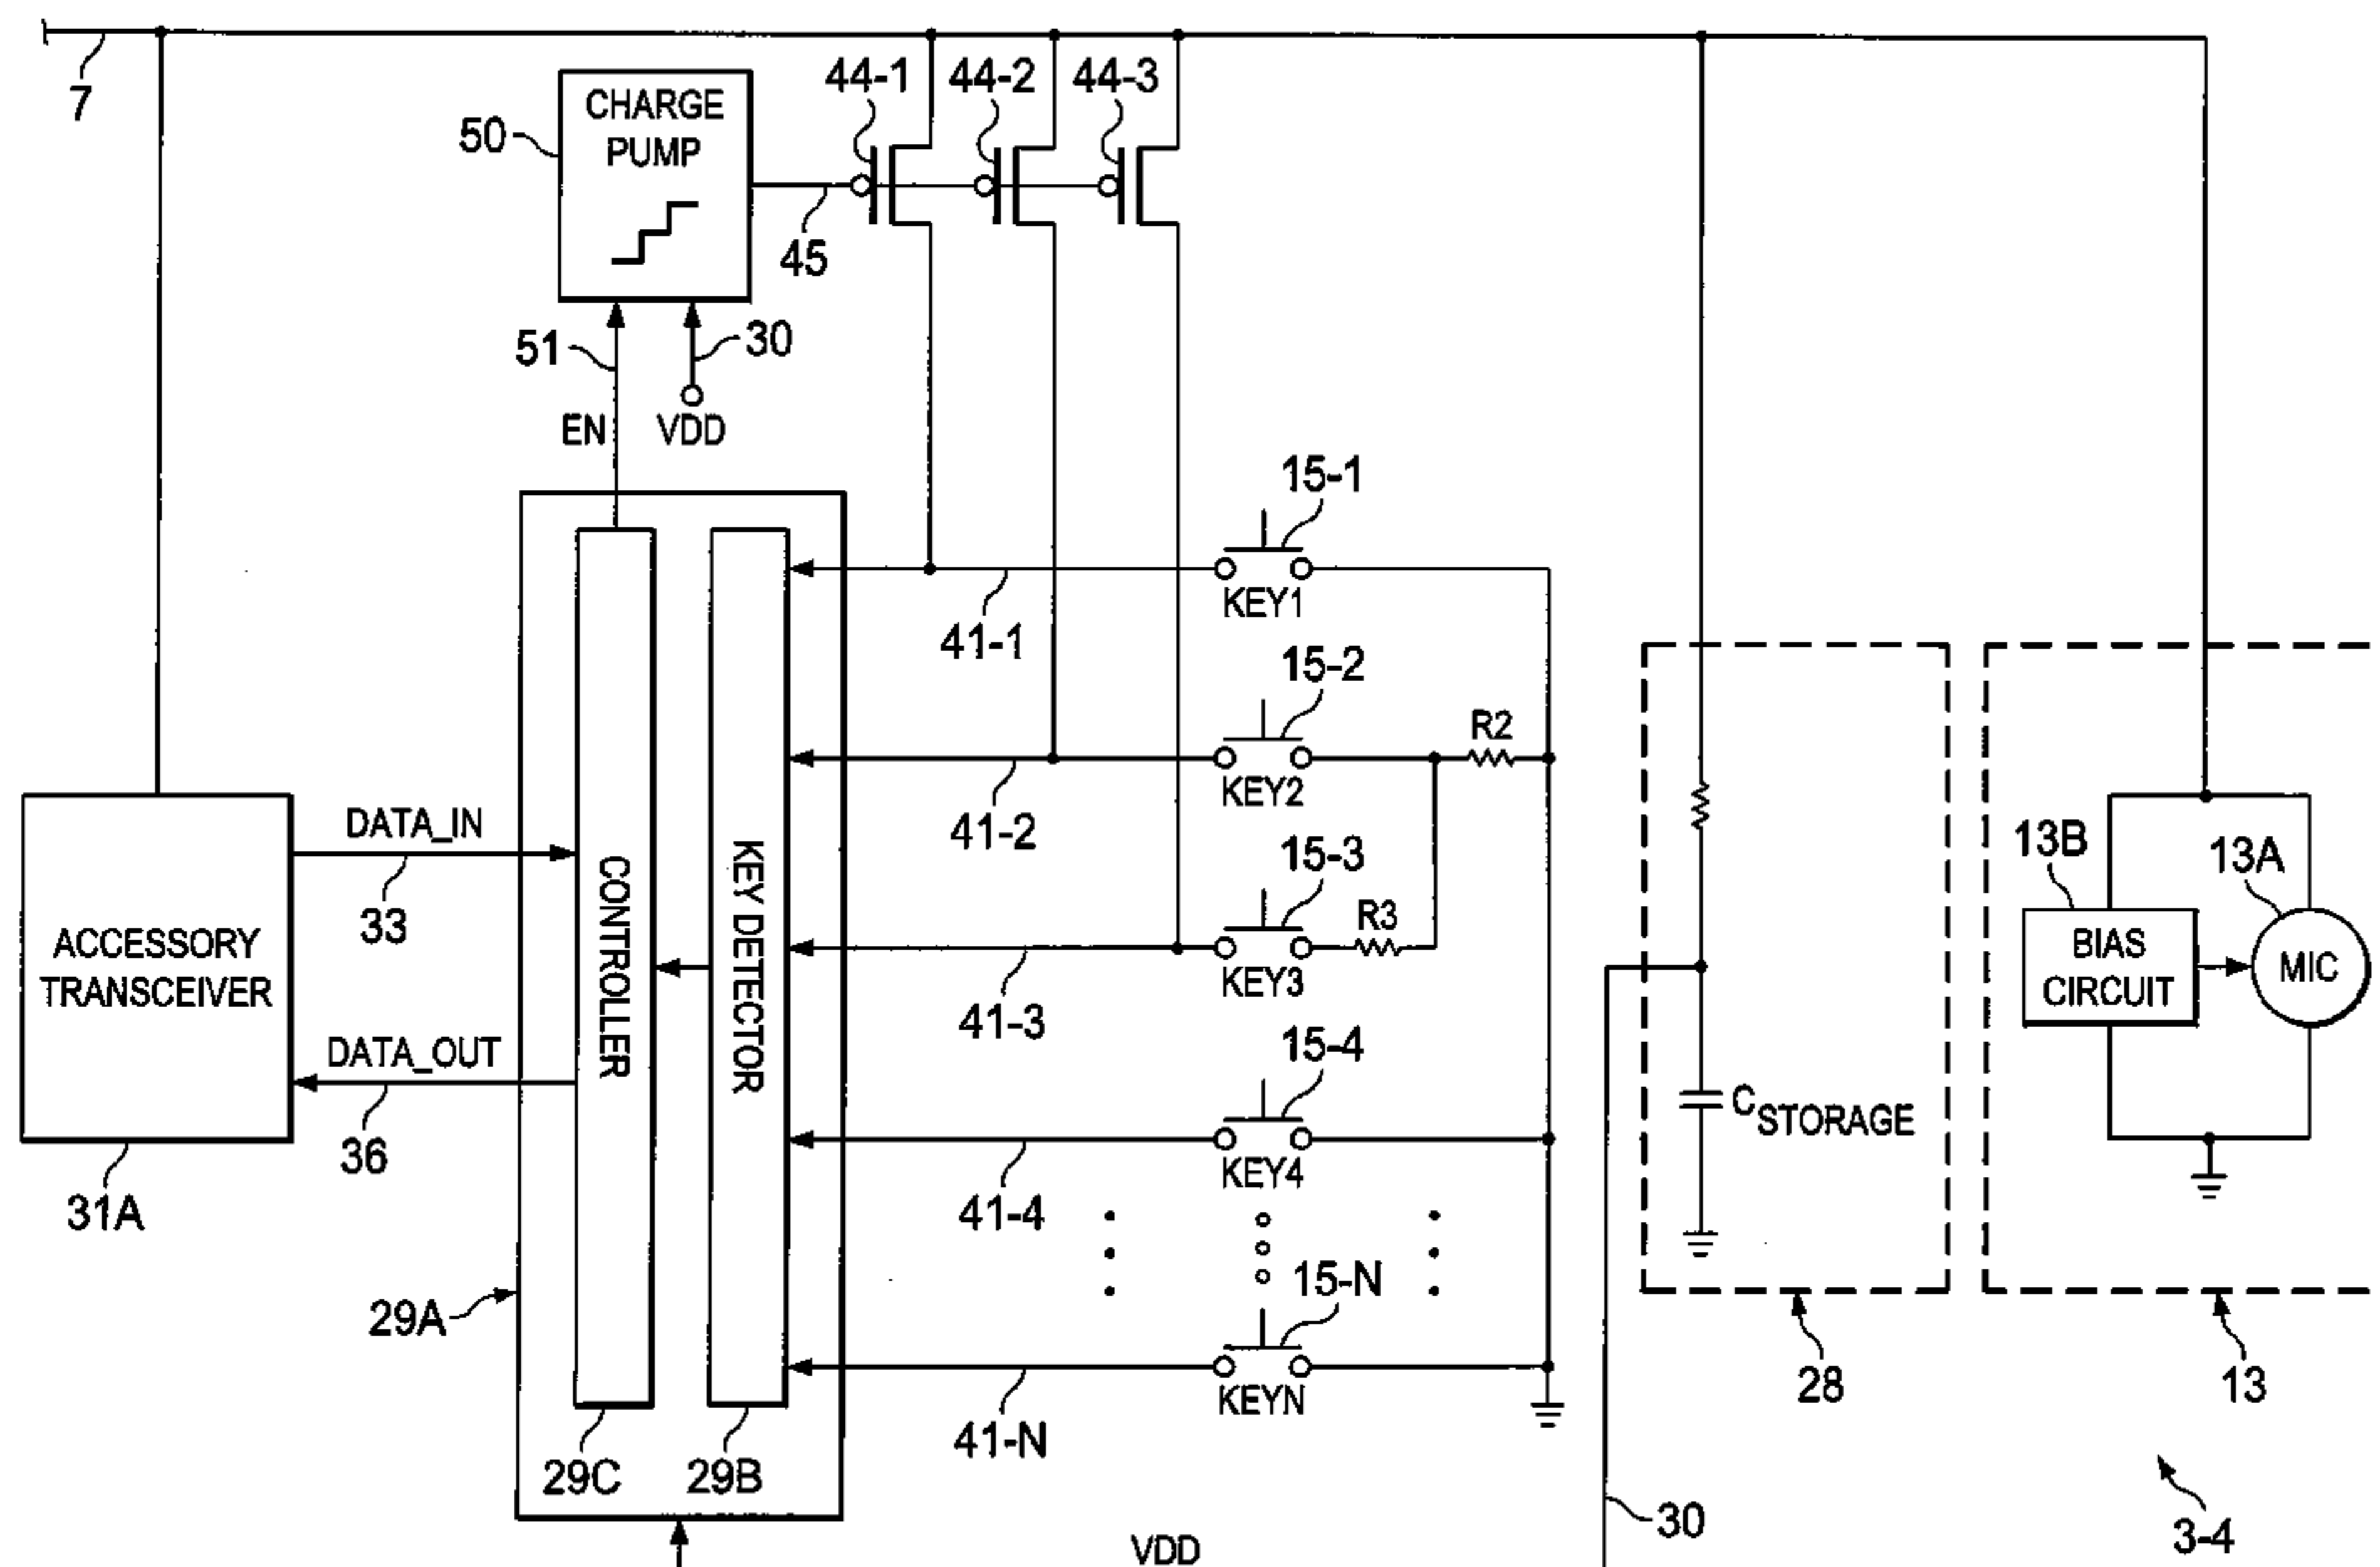 7
44-1
44-2
44-3
50
CHARGE
PUMP
45
51
30
EN
VDD
15-1
KEY1
41-1
15-2
R2
KEY2
41-2
DATA_IN
33
15-3
R3
KEY3
41-3
ACCESSORY
TRANSCEIVER
CONTROLLER
KEY DETECTOR
13B
13A
BIAS
CIRCUIT
MIC
DATA_OUT
36
31A
15-4
KEY4
41-4
CSTORAGE
29A
15-N
KEYN
41-N
28
13
29C
29B
VDD
30
3-4